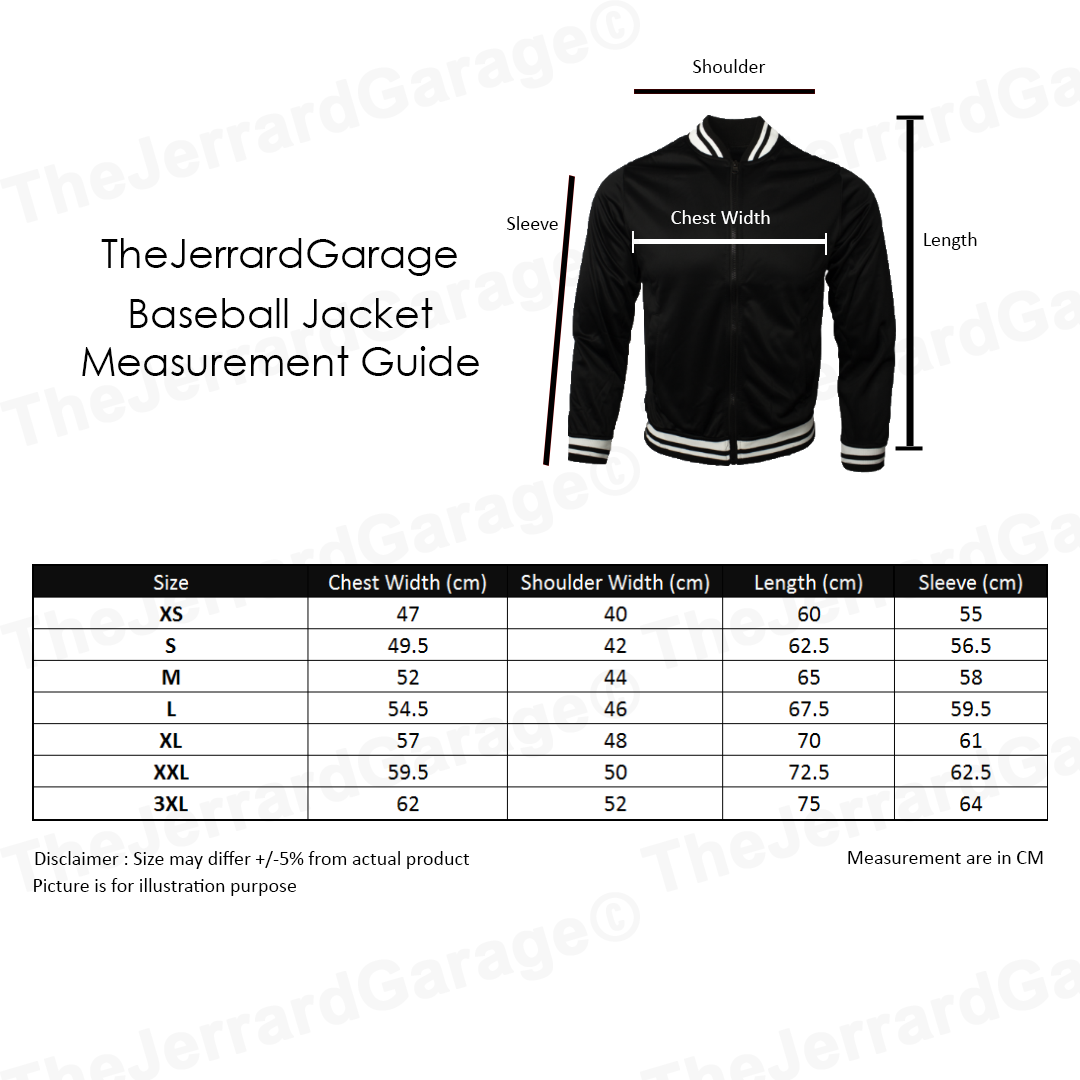 TheJerrardGarage©
TheJerrardGarage
Baseball Jacket
Measurement Guide
Shoulder
Sleeve
Chest Width
Length
Size Chest Width (cm) Shoulder Width (cm) Length (cm) Sleeve (cm)
XS 47 40 60 55
S 49.5 42 62.5 56.5
M 52 44 65 58
L 54.5 46 67.5 59.5
XL 57 48 70 61
XXL 59.5 50 72.5 62.5
3XL 62 52 75 64
Disclaimer : Size may differ +/-5% from actual product
Measurement are in CM
Picture is for illustration purpose